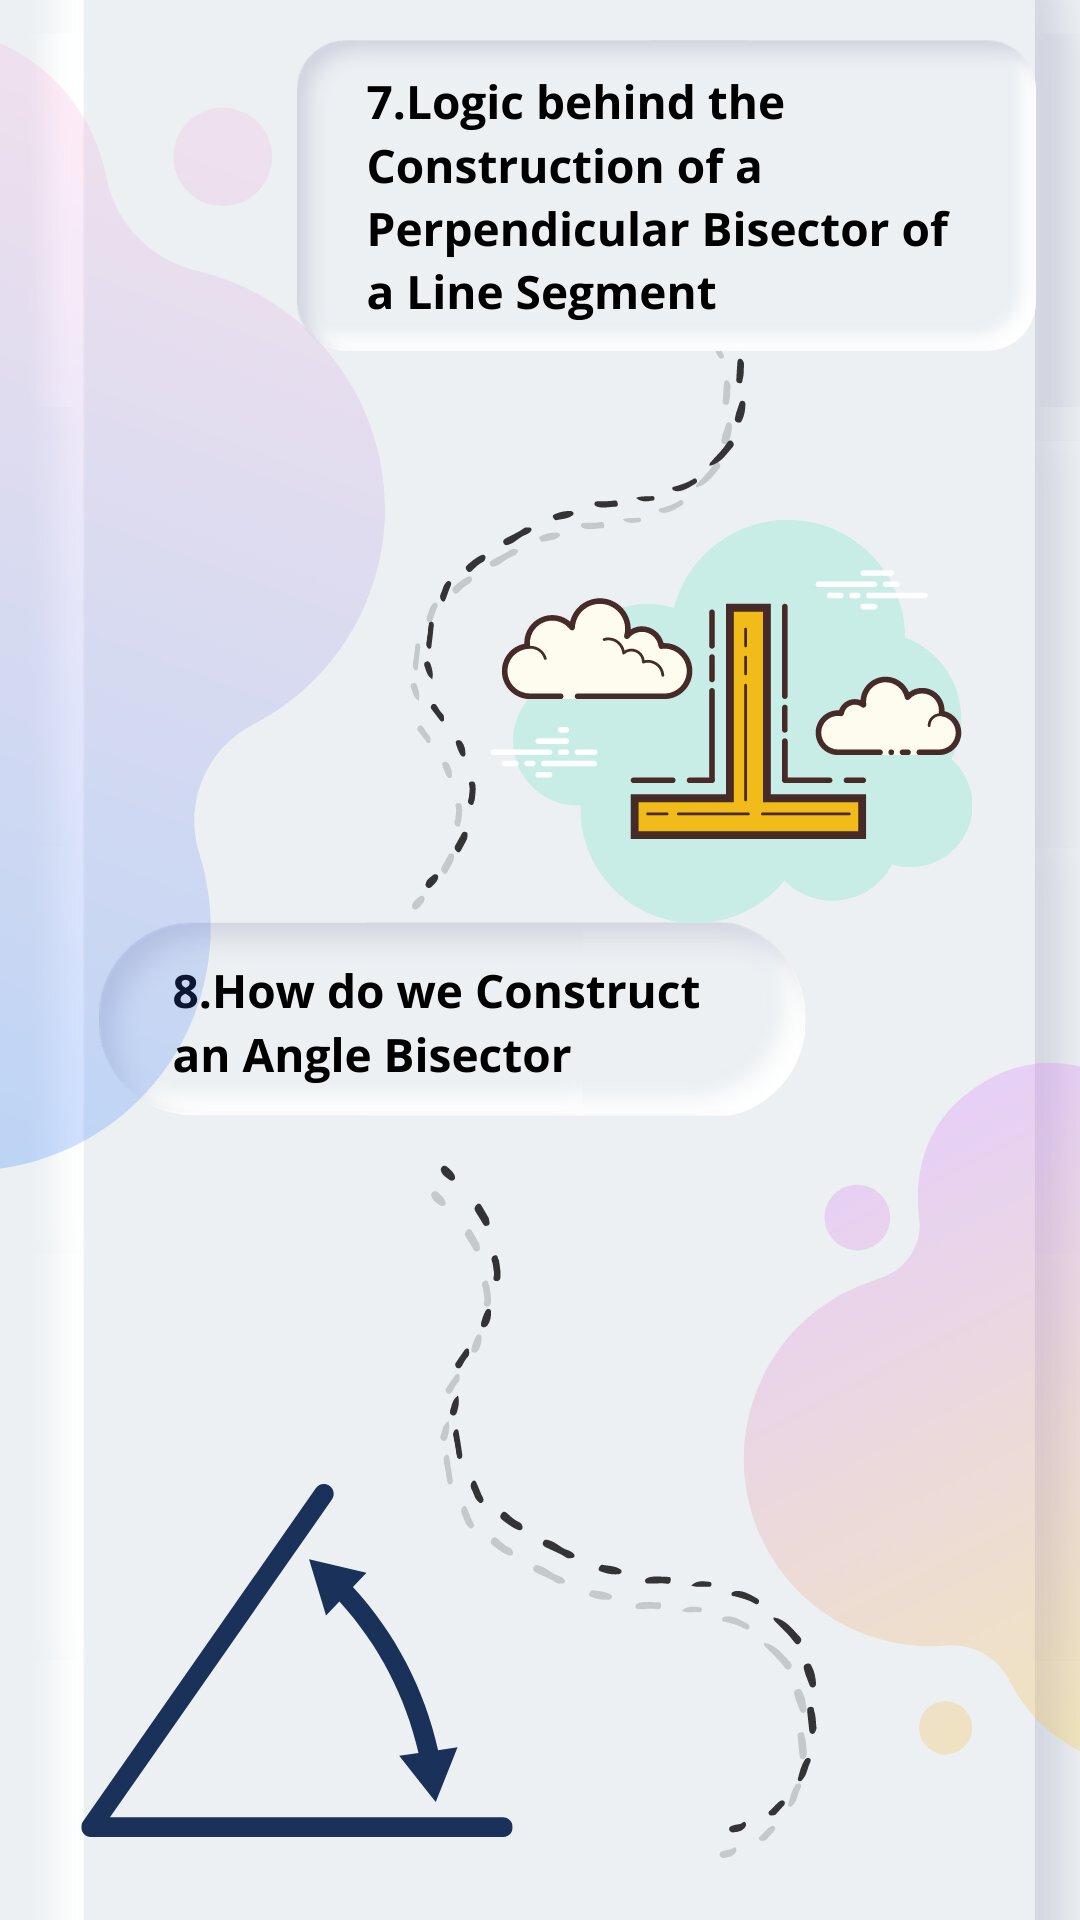 7.Logic behind the
Construction of a
Perpendicular Bisector of
a Line Segment
8.How do we Construct
an Angle Bisector